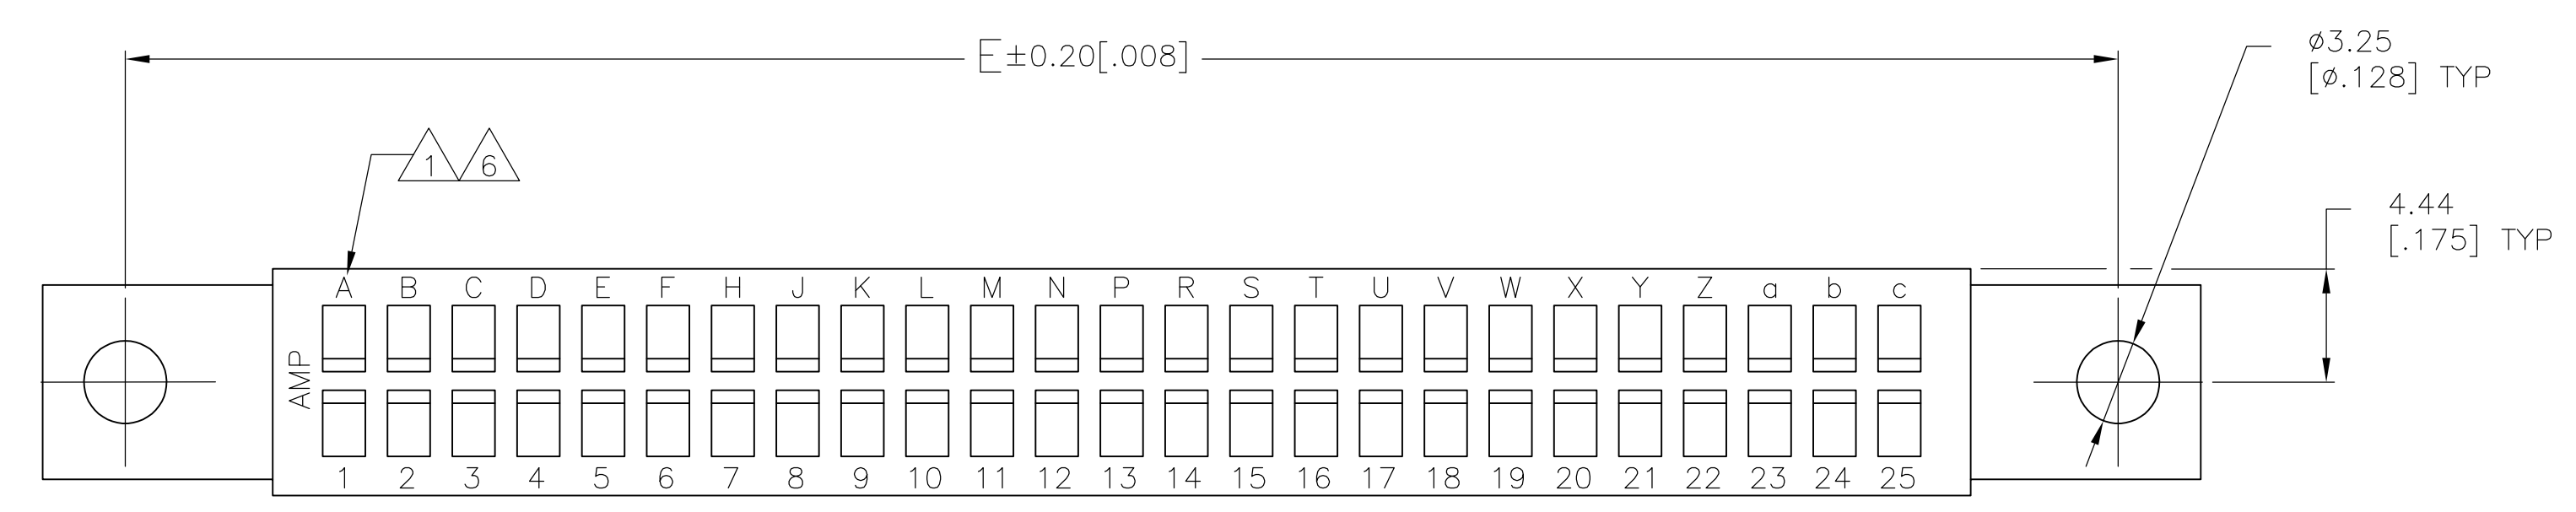 E±0.20[.008]
ø3.25
[ø.128] TYP
1 6
4.44
[.175] TYP
A B C D E F H J K L M N P R S T U V W X Y Z a b c
AMP
1 2 3 4 5 6 7 8 9 10 11 12 13 14 15 16 17 18 19 20 21 22 23 24 25